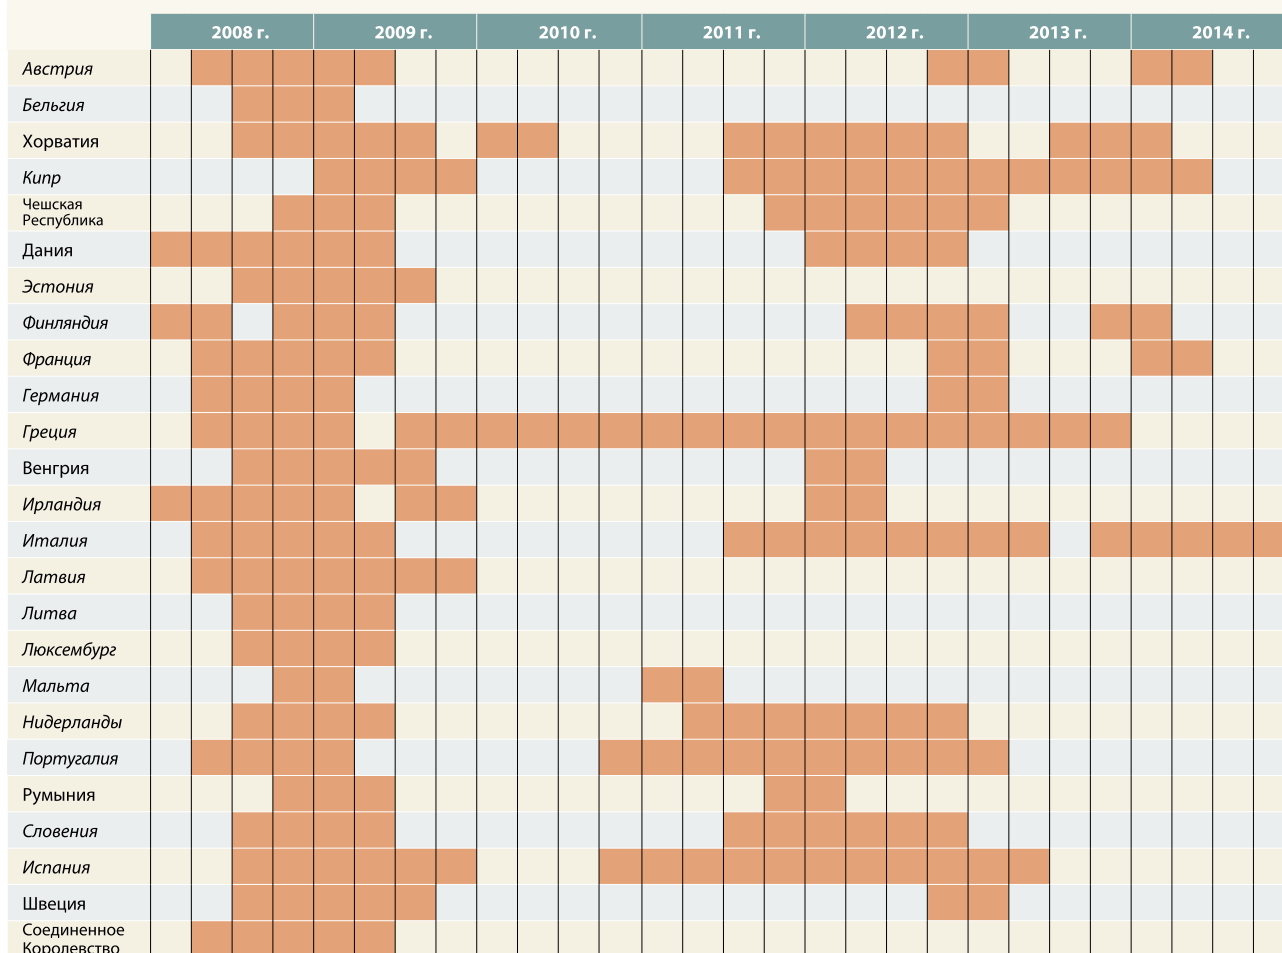 2008 г. 2009 г. 2010 г. 2011 г. 2012 г. 2013 г. 2014 г.
Австрия
Бельгия
Хорватия
Кипр
Чешская
Республика
Дания
Эстония
Финляндия
Франция
Германия
Греция
Венгрия
Ирландия
Италия
Латвия
Литва
Люксембург
Мальта
Нидерланды
Португалия
Румыния
Словения
Испания
Швеция
Соединенное
Королевство